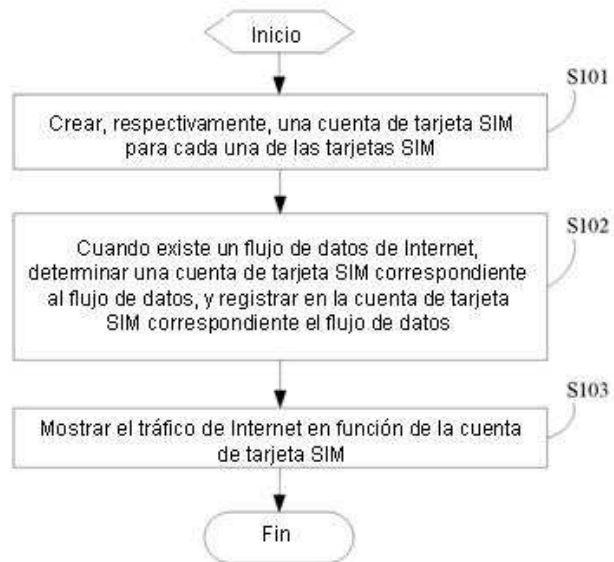 Inicio
S101
Crear, respectivamente, una cuenta de tarjeta SIM
para cada una de las tarjetas SIM
S102
Cuando existe un flujo de datos de Internet,
determinar una cuenta de tarjeta SIM correspondiente
al flujo de datos, y registrar en la cuenta de tarjeta
SIM correspondiente el flujo de datos
S103
Mostrar el tráfico de Internet en función de la cuenta
de tarjeta SIM
Fin